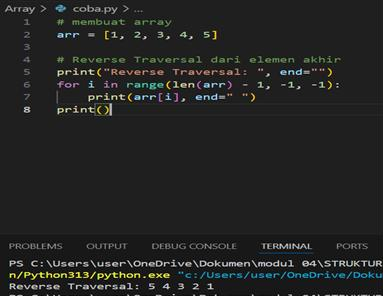 Array > coba.py > ...
1 # membuat array
2 arr = [1, 2, 3, 4, 5]
3
4 # Reverse Traversal dari elemen akhir
5 print("Reverse Traversal: ", end="")
6 for i in range(len(arr) - 1, -1, -1):
7     print(arr[i], end=" ")
8 print()
PROBLEMS OUTPUT DEBUG CONSOLE TERMINAL PORTS
PS C:\Users\user\OneDrive\Dokumen\modul 04\STRUKTUR
n/Python313/python.exe "c:/Users/user/OneDrive/Doku
Reverse Traversal: 5 4 3 2 1